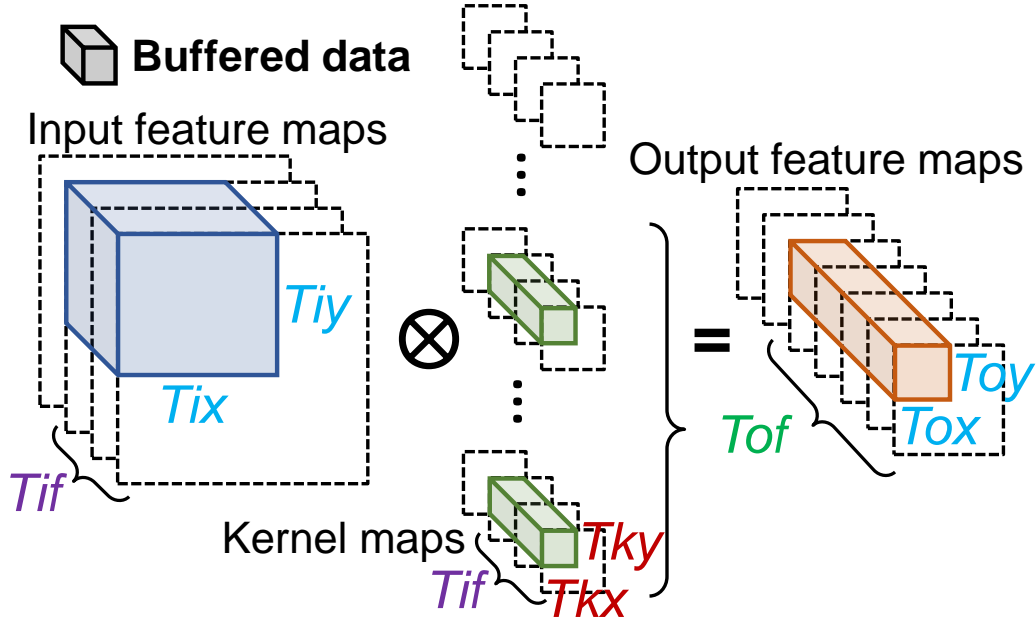 Buffered data
Input feature maps
Output feature maps
Tiy
Tix
Tif
Kernel maps
Tky
Tif
Tkx
=
Toy
Tox
Tof